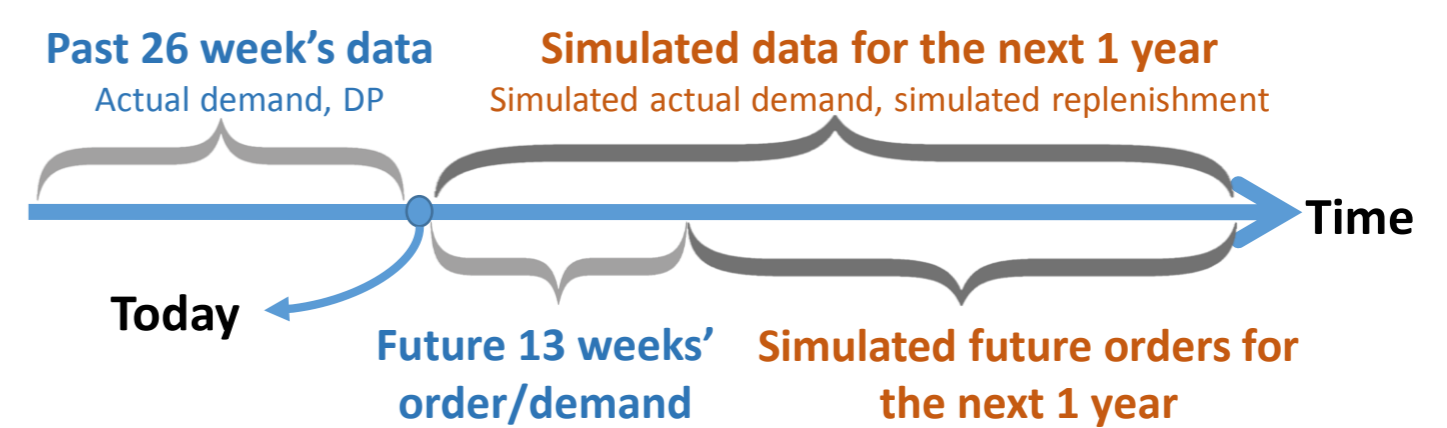 Past 26 week's data
Actual demand, DP
Simulated data for the next 1 year
Simulated actual demand, simulated replenishment
Time
Today
Future 13 weeks'
order/demand
Simulated future orders for
the next 1 year